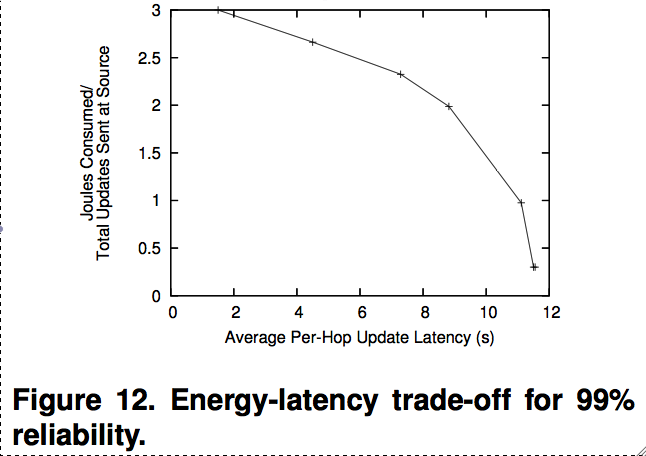 3
2.5
2
1.5
1
0.5
0
Joules Consumed/
Total Updates Sent at Source
0 2 4 6 8 10 12
Average Per-Hop Update Latency (s)
Figure 12. Energy-latency trade-off for 99%
reliability.